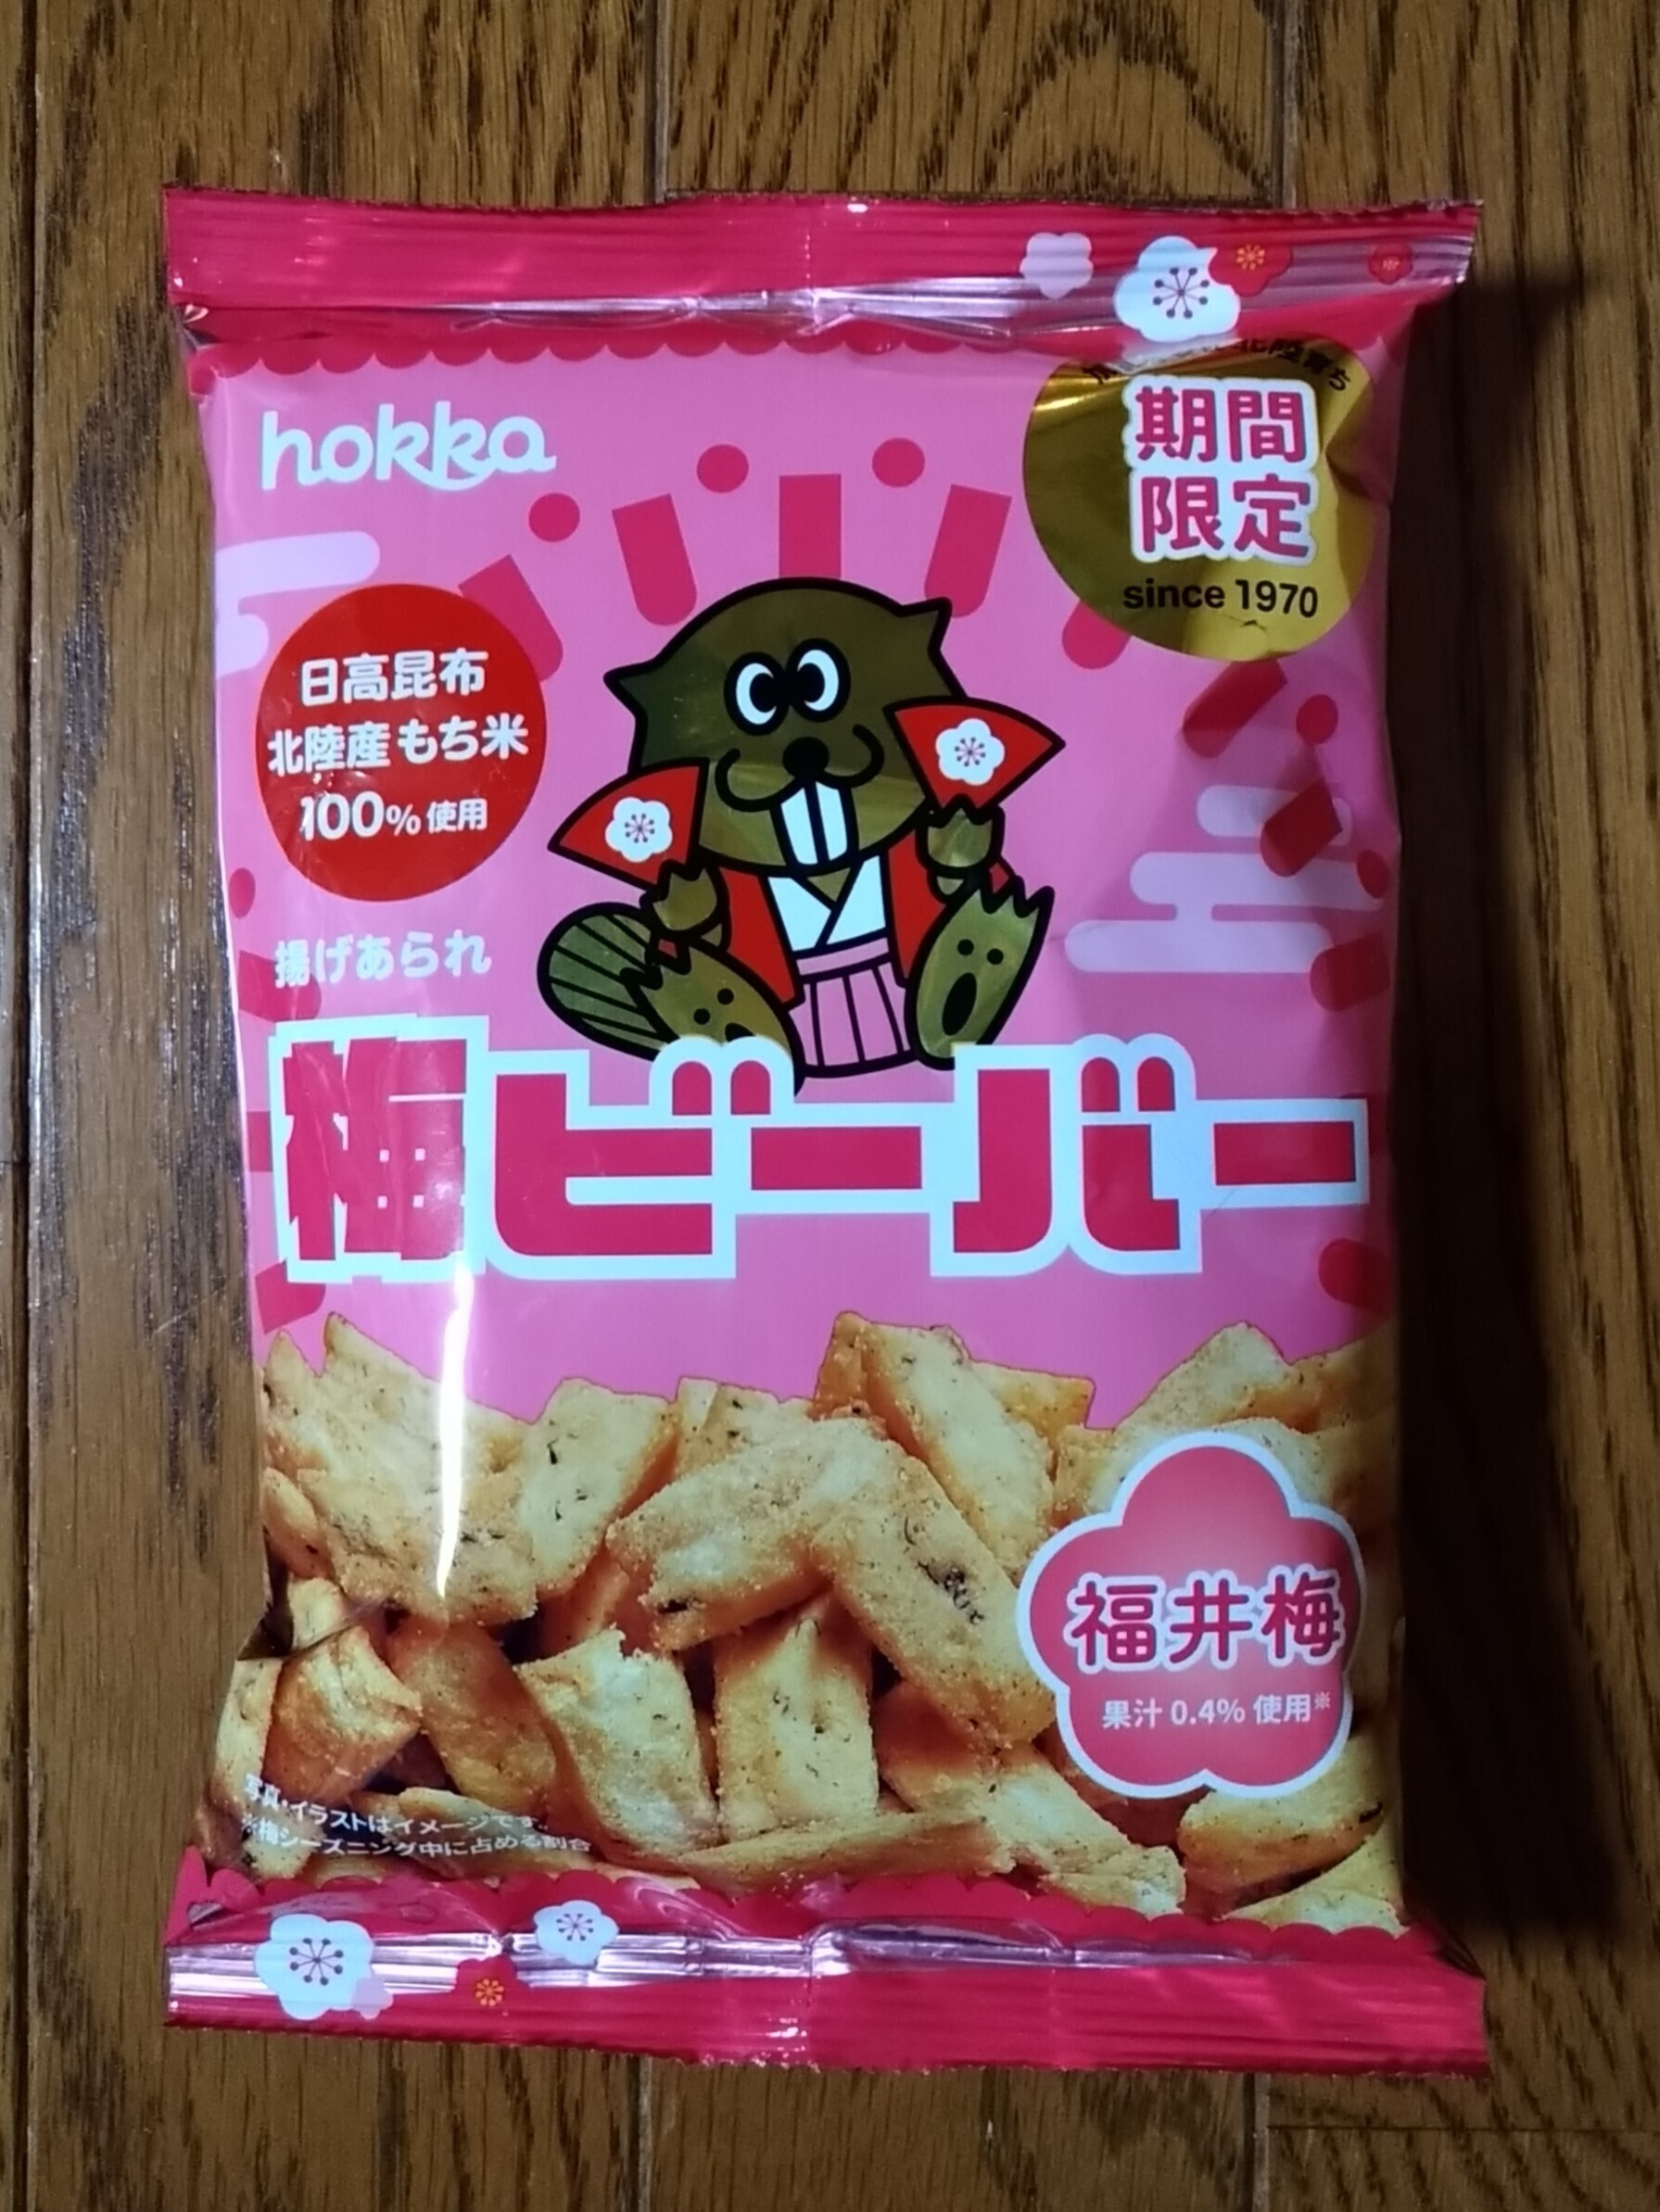 hokka
期間
限定
since 1970
日高昆布
北陸産もち米
100%使用
揚げあられ
梅ビーバー
福井梅
果汁0.4%使用※
写真・イラストはイメージです。
※梅シーズニング中に占める割合